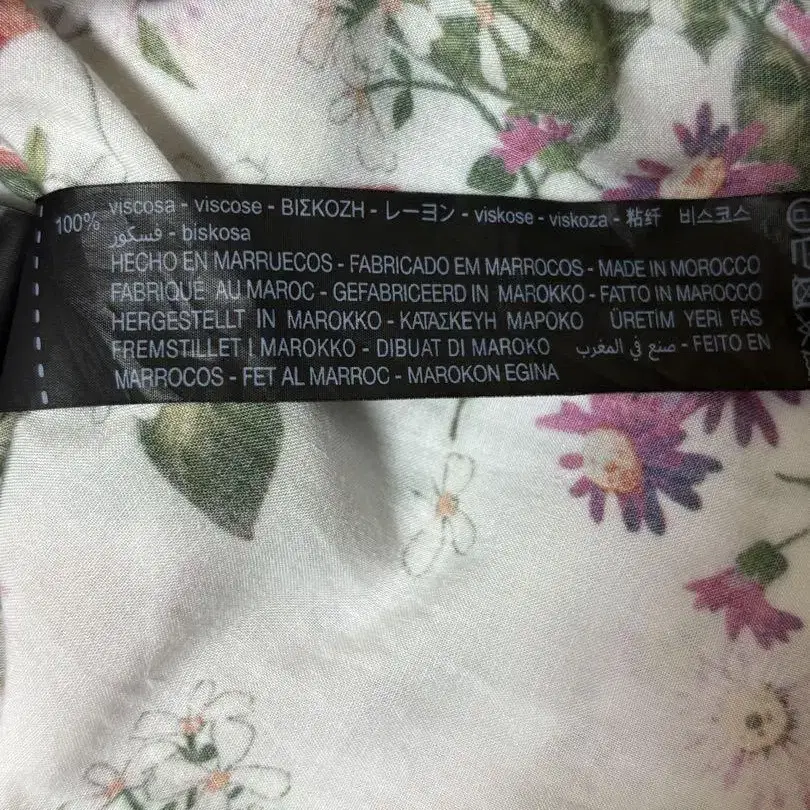 100% viscosa - viscose - ΒΙΣΚΟΖΗ - レーヨン - viskose - viskoza - 粘纤 비스코스
فسكوز - biskosa
HECHO EN MARRUECOS - FABRICADO EM MARROCOS - MADE IN MOROCCO
FABRIQUÉ AU MAROC - GEFABRICEERD IN MAROKKO - FATTO IN MAROCCO
HERGESTELLT IN MAROKKO - ΚΑΤΑΣΚΕΥΗ ΜΑΡΟΚΟ ÜRETİM YERİ FAS
FREMSTILLET I MAROKKO - DIBUAT DI MAROKO صنع في المغرب - FEITO EN
MARROCOS - FET AL MARROC - MAROKON EGINA